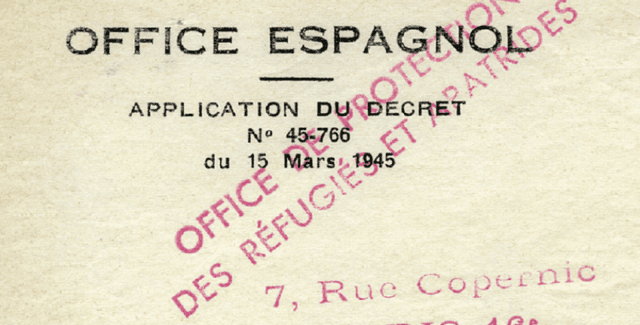 OFFICE ESPAGNOL
APPLICATION DU DECRET
Nº 45-766
du 15 Mars 1945
OFFICE DE PROTECTION
DES RÉFUGIÉS ET APATRIDES
7, Rue Copernic